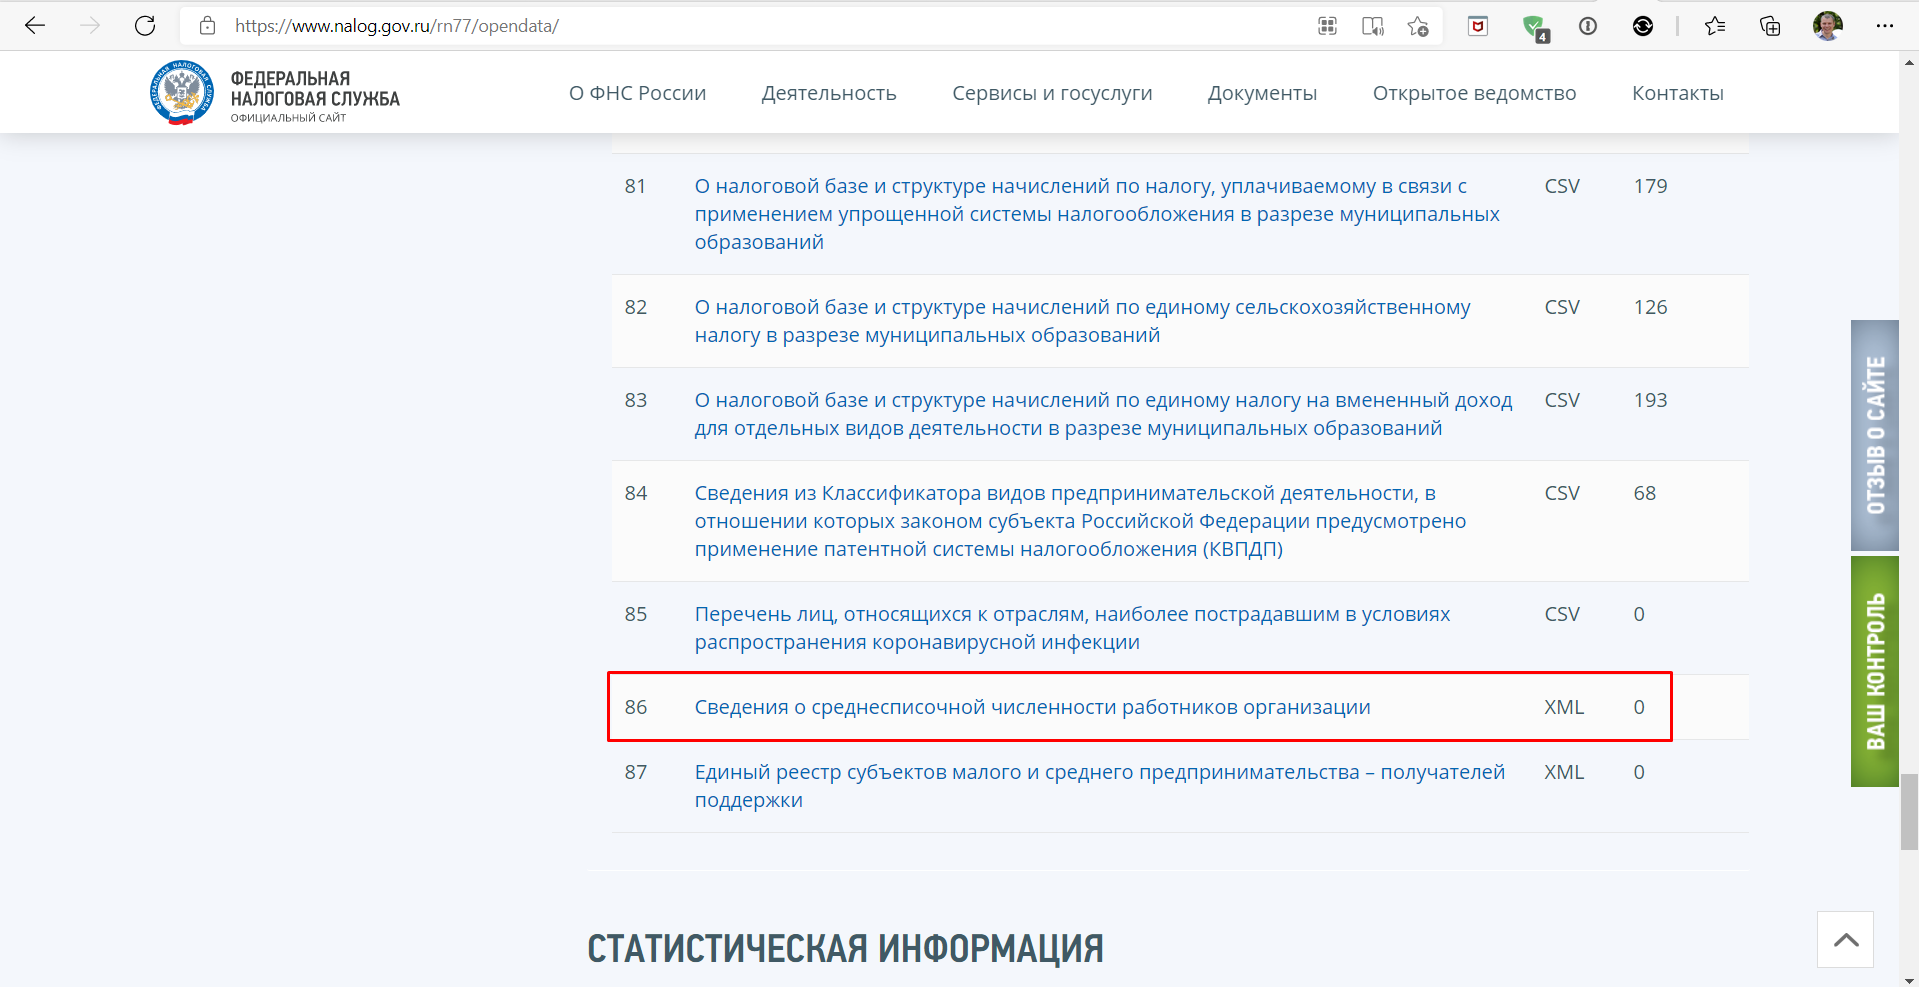 https://www.nalog.gov.ru/rn77/opendata/
4
ФЕДЕРАЛЬНАЯ
НАЛОГОВАЯ СЛУЖБА
ОФИЦИАЛЬНЫЙ САЙТ
О ФНС России Деятельность Сервисы и госуслуги Документы Открытое ведомство Контакты
81 О налоговой базе и структуре начислений по налогу, уплачиваемому в связи с CSV 179
применением упрощенной системы налогообложения в разрезе муниципальных
образований
82 О налоговой базе и структуре начислений по единому сельскохозяйственному CSV 126
налогу в разрезе муниципальных образований
83 О налоговой базе и структуре начислений по единому налогу на вмененный доход CSV 193
для отдельных видов деятельности в разрезе муниципальных образований
84 Сведения из Классификатора видов предпринимательской деятельности, в CSV 68
отношении которых законом субъекта Российской Федерации предусмотрено
применение патентной системы налогообложения (КВПДП)
85 Перечень лиц, относящихся к отраслям, наиболее пострадавшим в условиях CSV 0
распространения коронавирусной инфекции
86 Сведения о среднесписочной численности работников организации XML 0
87 Единый реестр субъектов малого и среднего предпринимательства – получателей XML 0
поддержки
СТАТИСТИЧЕСКАЯ ИНФОРМАЦИЯ
ОТЗЫВ О САЙТЕ
ВАШ КОНТРОЛЬ